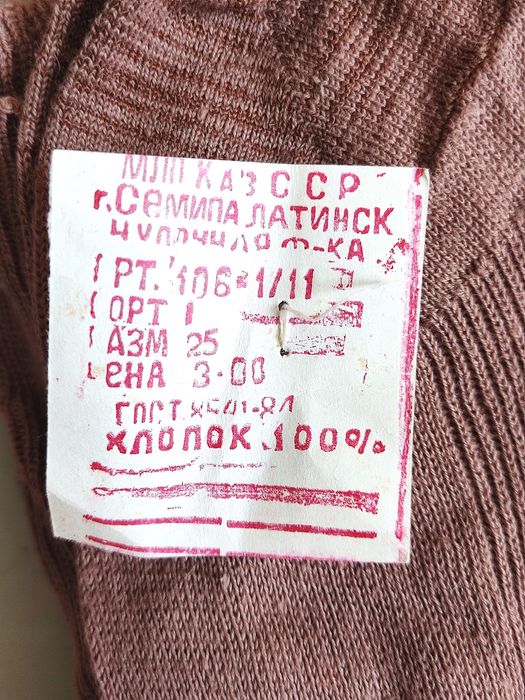 МЛП КАЗ ССР
г. СЕМИПАЛАТИНСК
Ф-КА
РТ. 106-1/11
ОРТ I
АЗМ 25
ЕНА 3-00
ГОСТ 8541-84
ХЛОПОК 100%